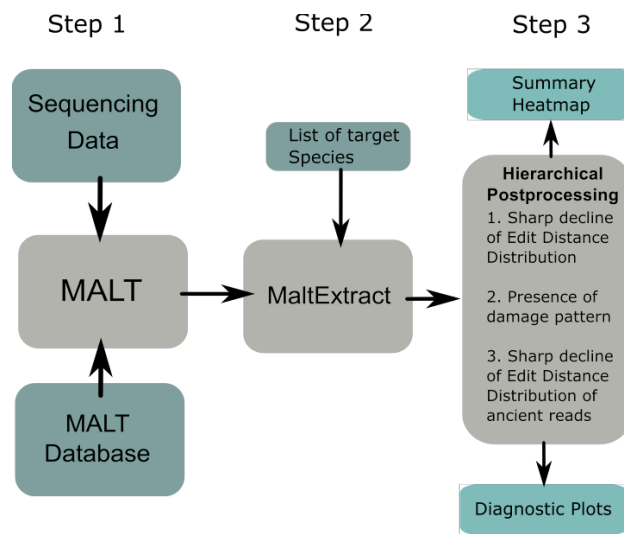 Step 1
Step 2
Step 3
Sequencing
Data
MALT
MALT
Database
List of target
Species
MaltExtract
Summary
Heatmap
Hierarchical
Postprocessing
1. Sharp decline
of Edit Distance
Distribution
2. Presence of
damage pattern
3. Sharp decline
of Edit Distance
Distribution of
ancient reads
Diagnostic Plots